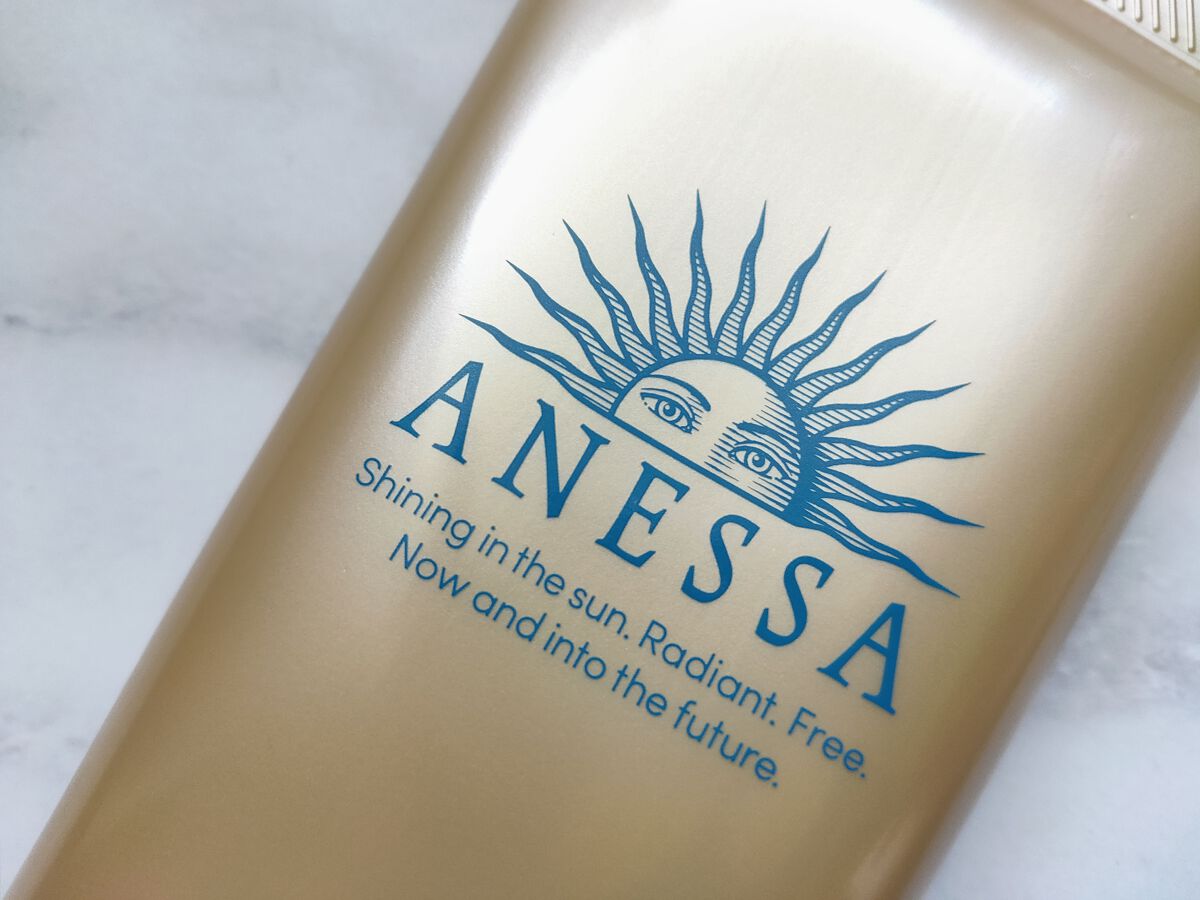 ANESSA
Shining in the sun. Radiant. Free.
Now and into the future.